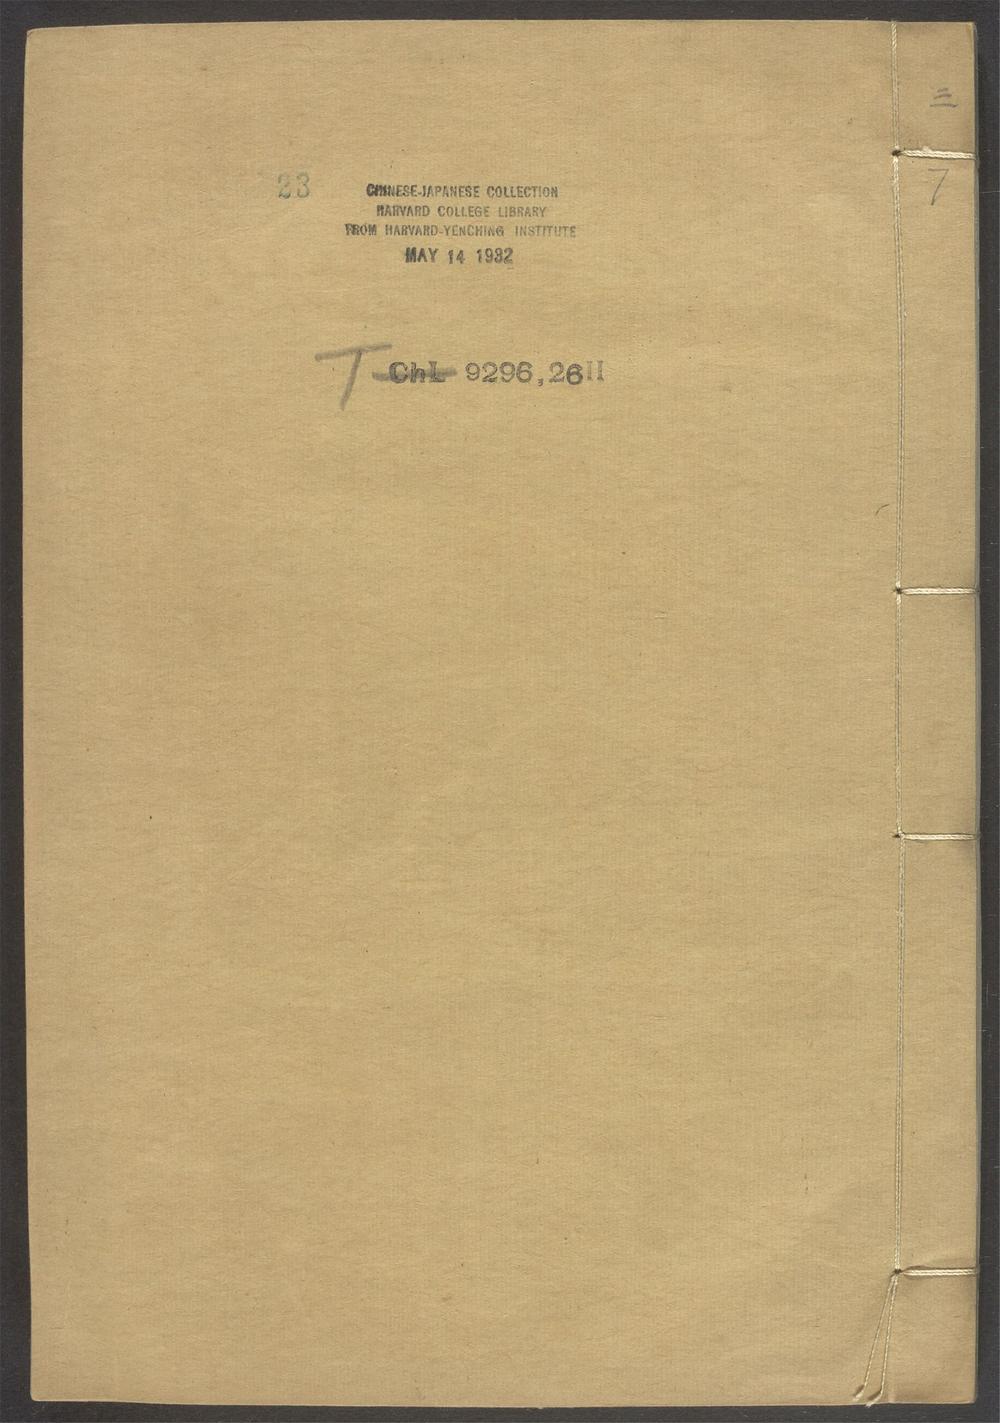 三
7
23
CHINESE-JAPANESE COLLECTION
HARVARD COLLEGE LIBRARY
FROM HARVARD-YENCHING INSTITUTE
MAY 14 1932
T ChL 9296,26II